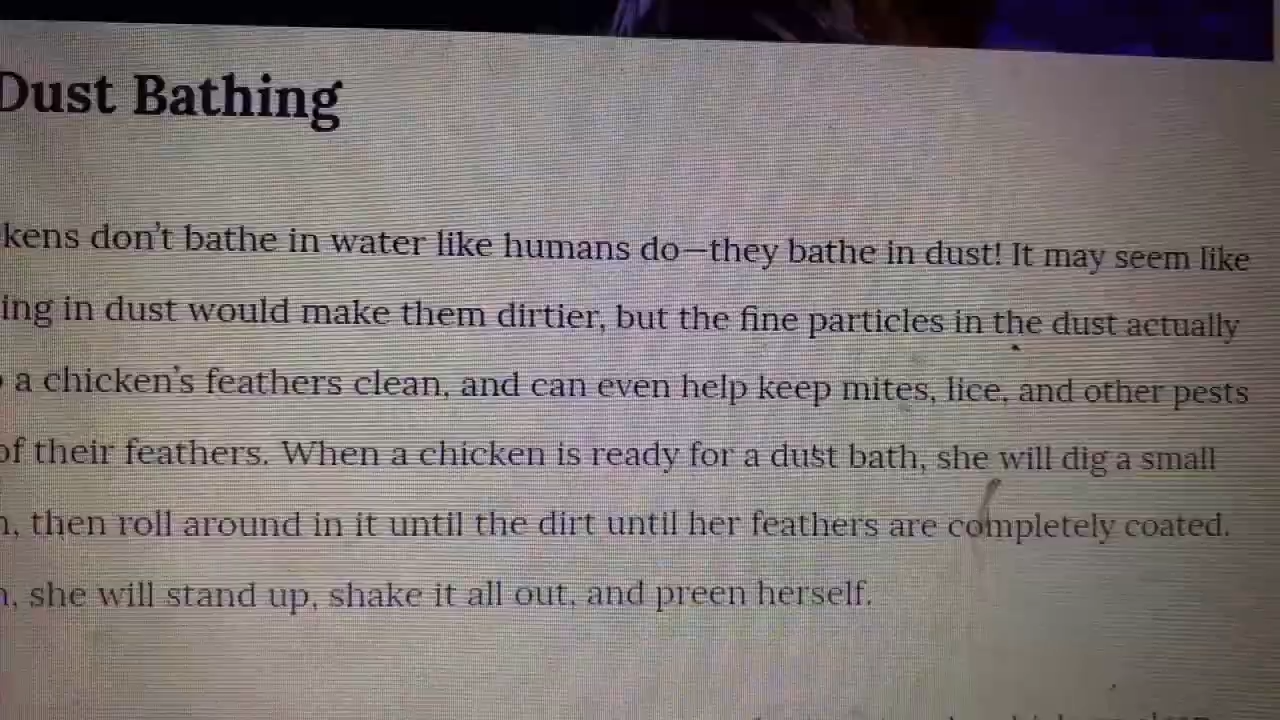 Dust Bathing
kens don't bathe in water like humans do—they bathe in dust! It may seem like
ing in dust would make them dirtier, but the fine particles in the dust actually
a chicken's feathers clean, and can even help keep mites, lice, and other pests
of their feathers. When a chicken is ready for a dust bath, she will dig a small
, then roll around in it until the dirt until her feathers are completely coated.
, she will stand up, shake it all out, and preen herself.